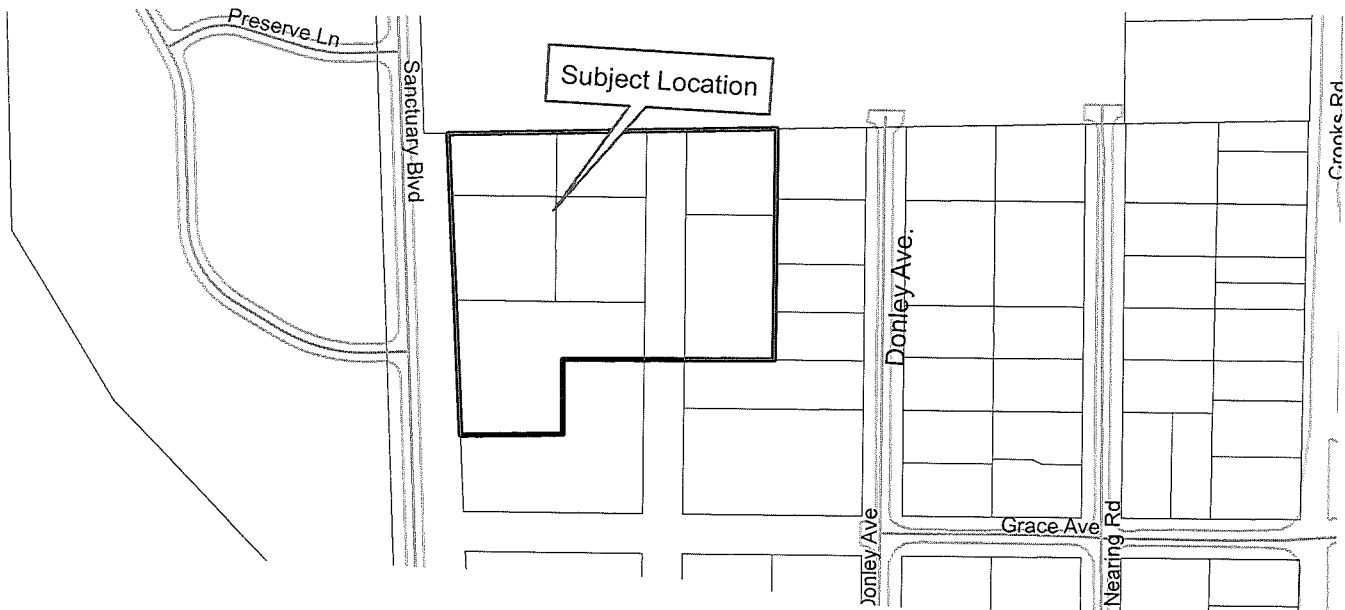 Preserve Ln
Sanctuary Blvd
Subject Location
Crooks Rd
Donley Ave.
Grace Ave
Nearing Rd
Donley Ave